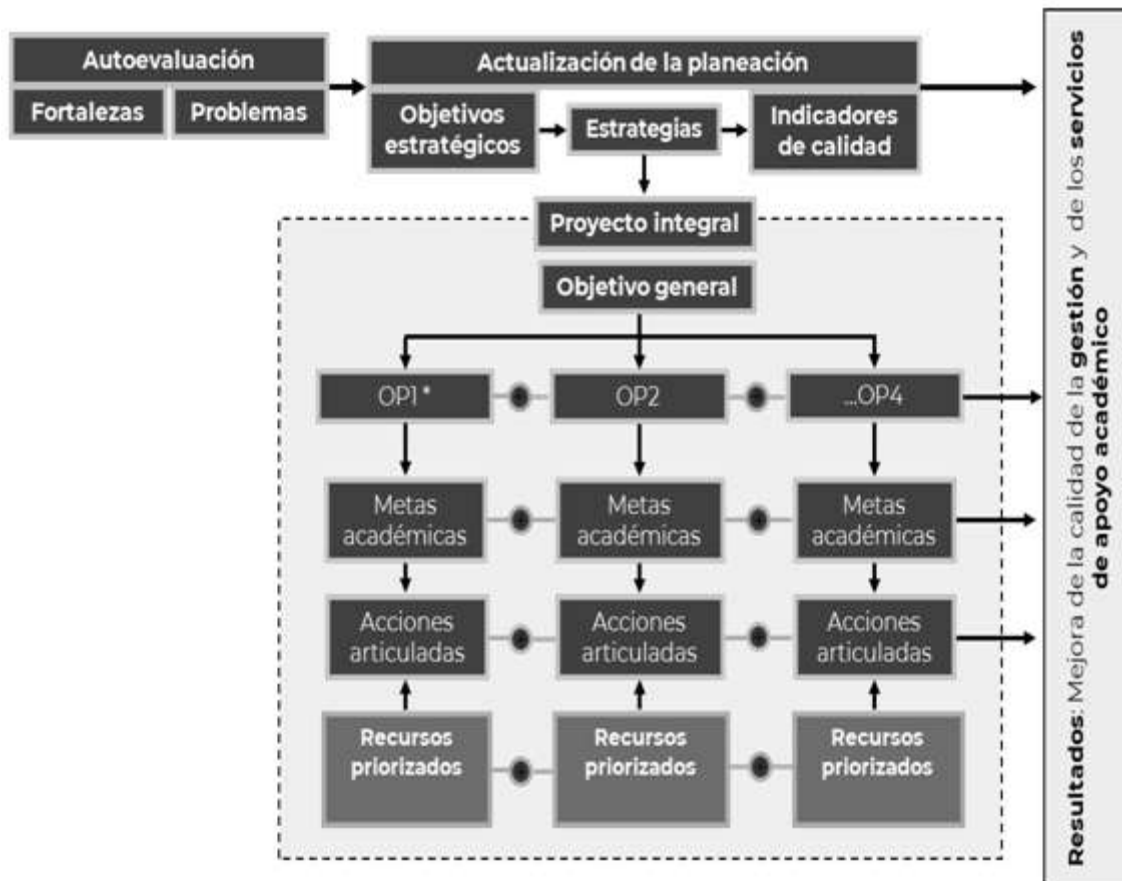 Autoevaluación
Fortalezas
Problemas
Actualización de la planeación
Objetivos
estratégicos
Estrategias
Indicadores
de calidad
Proyecto integral
Objetivo general
OP1 *
OP2
...OP4
Metas
académicas
Metas
académicas
Metas
académicas
Acciones
articuladas
Acciones
articuladas
Acciones
articuladas
Recursos
priorizados
Recursos
priorizados
Recursos
priorizados
Resultados: Mejora de la calidad de la gestión y de los servicios
de apoyo académico